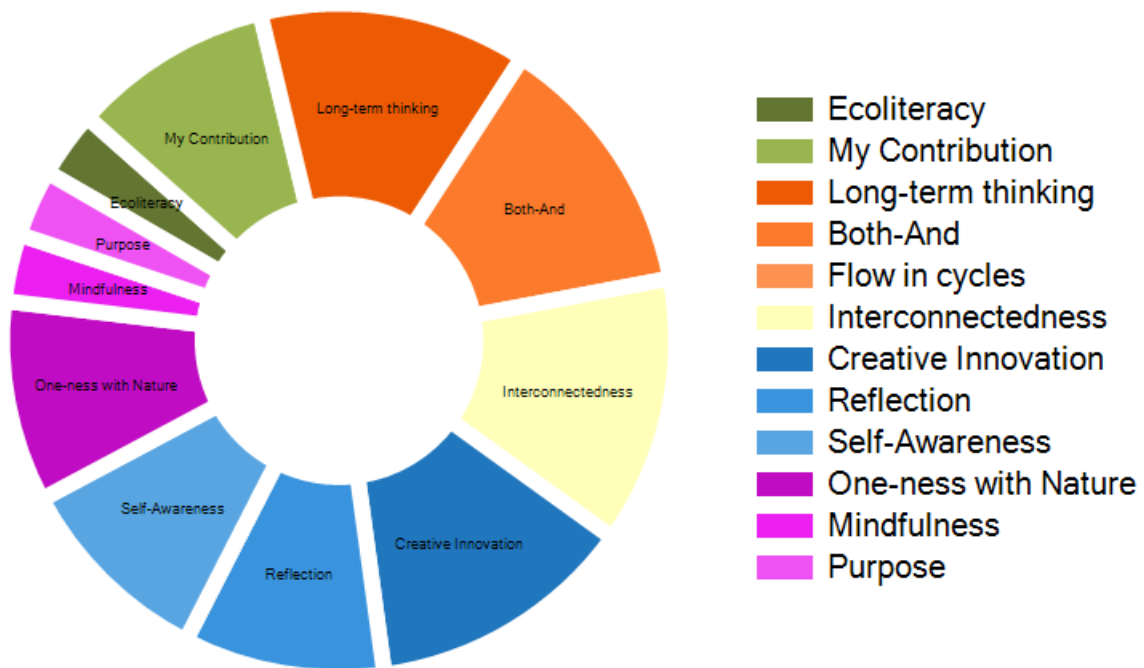 Long-term thinking
My Contribution
Both-And
Ecoliteracy
Purpose
Mindfulness
One-ness with Nature
Interconnectedness
Self-Awareness
Creative Innovation
Reflection
Ecoliteracy
My Contribution
Long-term thinking
Both-And
Flow in cycles
Interconnectedness
Creative Innovation
Reflection
Self-Awareness
One-ness with Nature
Mindfulness
Purpose